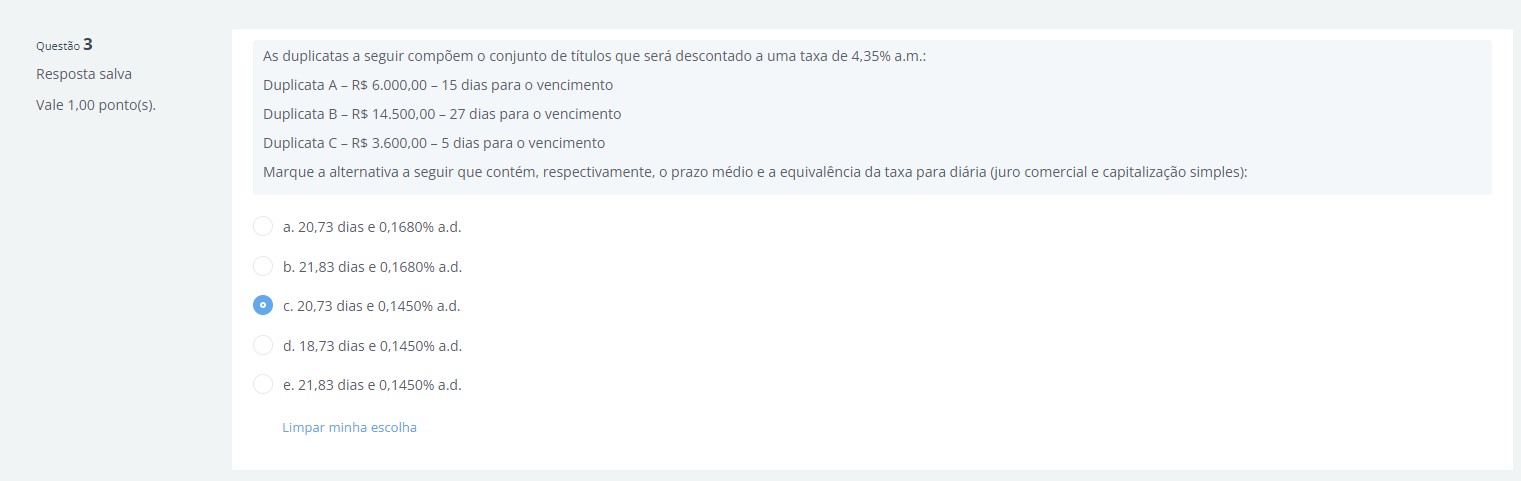 Questão 3
Resposta salva
Vale 1,00 ponto(s).
As duplicatas a seguir compõem o conjunto de títulos que será descontado a uma taxa de 4,35% a.m.:
Duplicata A – R$ 6.000,00 – 15 dias para o vencimento
Duplicata B – R$ 14.500,00 – 27 dias para o vencimento
Duplicata C – R$ 3.600,00 – 5 dias para o vencimento
Marque a alternativa a seguir que contém, respectivamente, o prazo médio e a equivalência da taxa para diária (juro comercial e capitalização simples):
a. 20,73 dias e 0,1680% a.d.
b. 21,83 dias e 0,1680% a.d.
c. 20,73 dias e 0,1450% a.d.
d. 18,73 dias e 0,1450% a.d.
e. 21,83 dias e 0,1450% a.d.
Limpar minha escolha